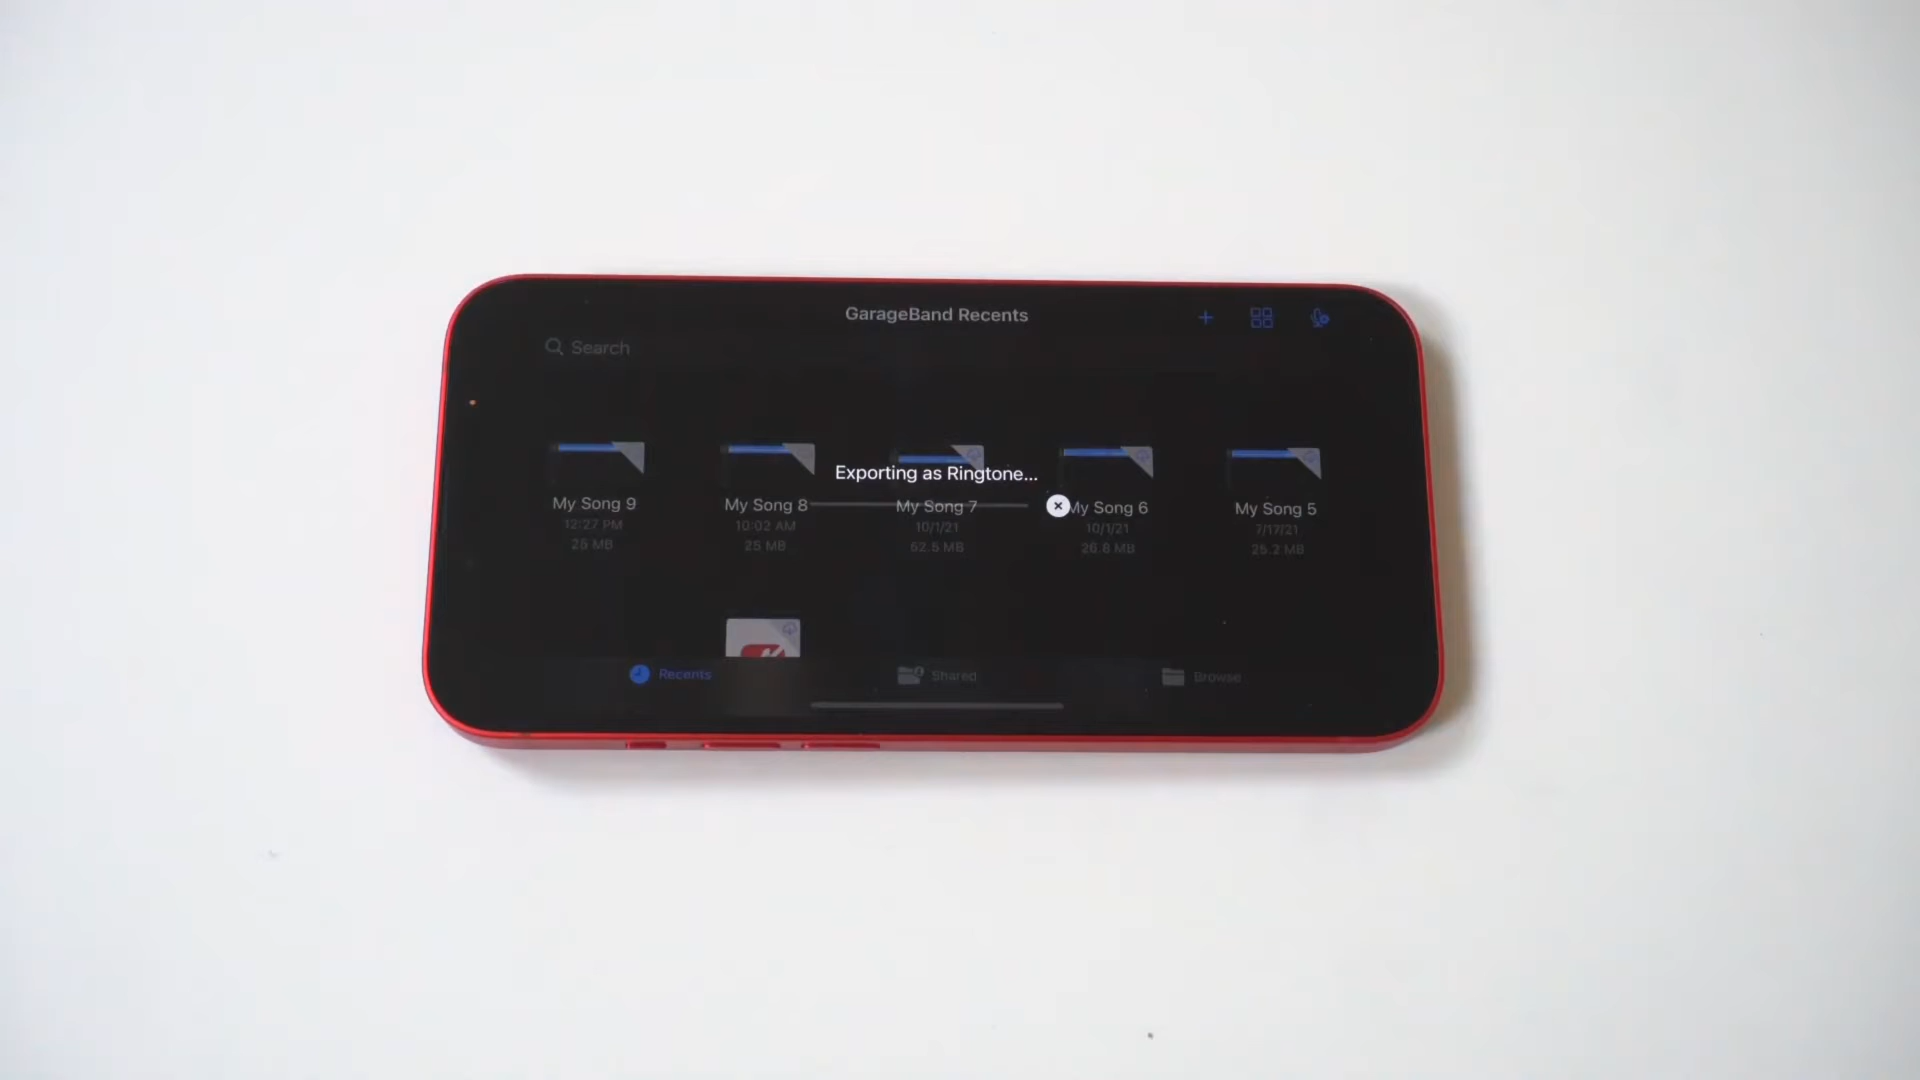 GarageBand Recents
Search
Exporting as Ringtone...
My Song 9
12:27 PM
25 MB
My Song 8
10:02 AM
25 MB
My Song 7
10/1/21
52.5 MB
My Song 6
10/1/21
26.8 MB
My Song 5
7/17/21
25.2 MB
Recents
Shared
Browse